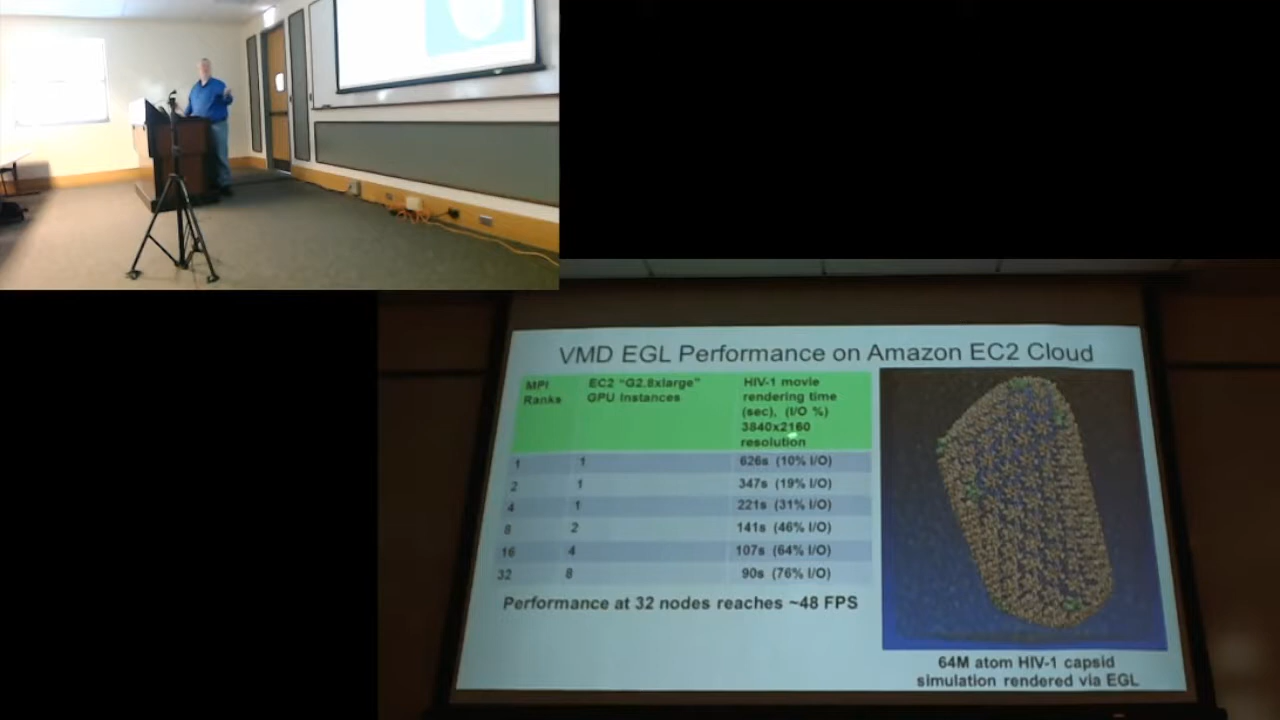 VMD EGL Performance on Amazon EC2 Cloud
MPI
Ranks
EC2 "G2.8xlarge"
GPU Instances
HIV-1 movie
rendering time
(sec), (I/O %)
3840x2160
resolution
1 1 626s (10% I/O)
2 1 347s (19% I/O)
4 1 221s (31% I/O)
8 2 141s (46% I/O)
16 4 107s (64% I/O)
32 8 90s (76% I/O)
Performance at 32 nodes reaches ~48 FPS
64M atom HIV-1 capsid
simulation rendered via EGL